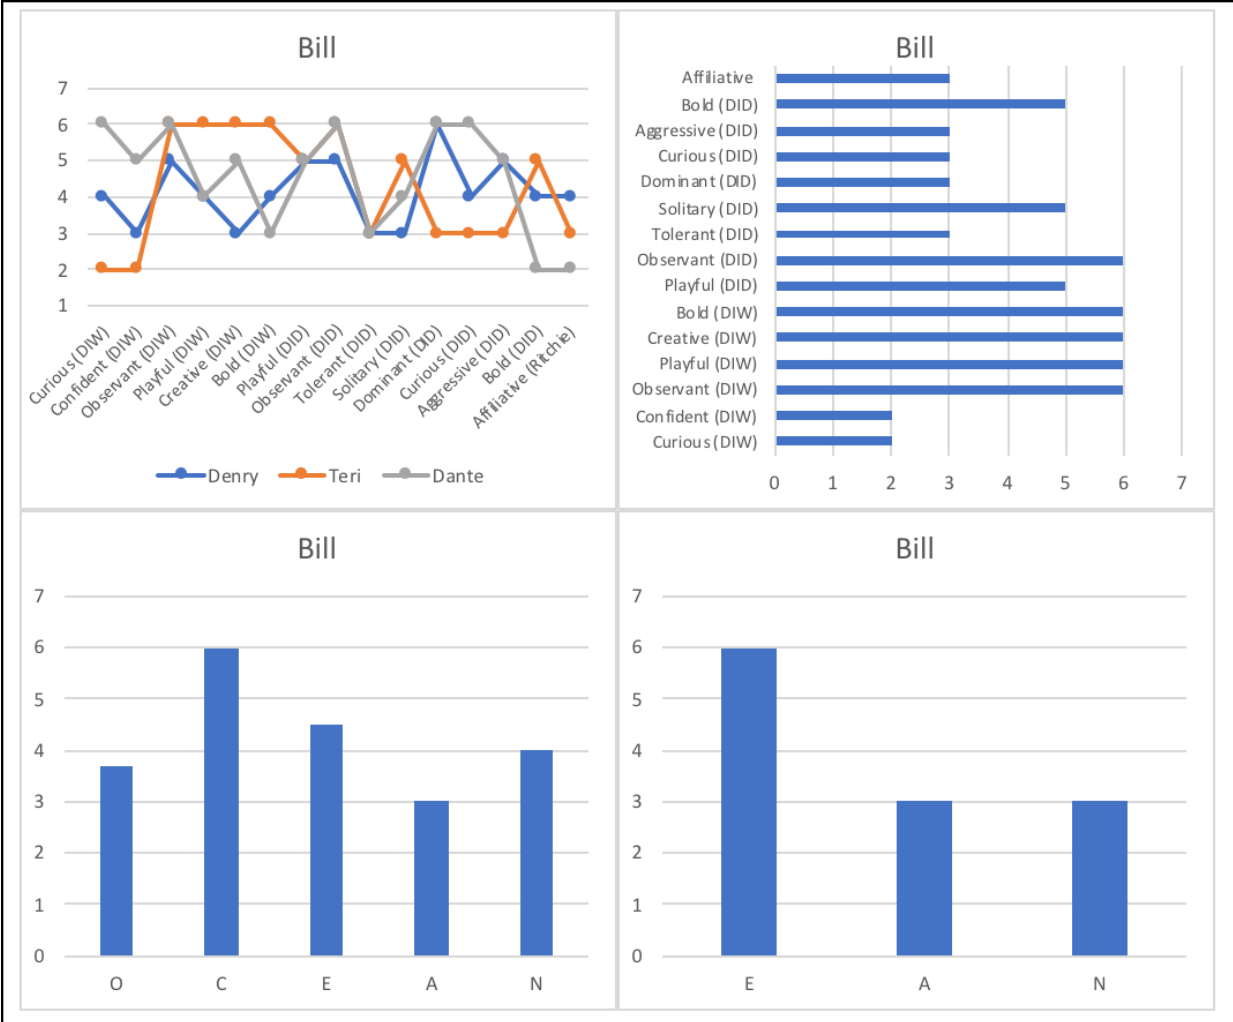 Bill
7
6
5
4
3
2
1
Curious (DIW)
Confident (DIW)
Observant (DIW)
Playful (DIW)
Creative (DIW)
Bold (DIW)
Playful (DID)
Observant (DID)
Tolerant (DID)
Solitary (DID)
Dominant (DID)
Curious (DID)
Aggressive (DID)
Bold (DID)
Affiliative (Ritchie)
Denry Teri Dante
Bill
Affiliative
Bold (DID)
Aggressive (DID)
Curious (DID)
Dominant (DID)
Solitary (DID)
Tolerant (DID)
Observant (DID)
Playful (DID)
Bold (DIW)
Creative (DIW)
Playful (DIW)
Observant (DIW)
Confident (DIW)
Curious (DIW)
0 1 2 3 4 5 6 7
Bill
7
6
5
4
3
2
1
0
O C E A N
Bill
7
6
5
4
3
2
1
0
E A N